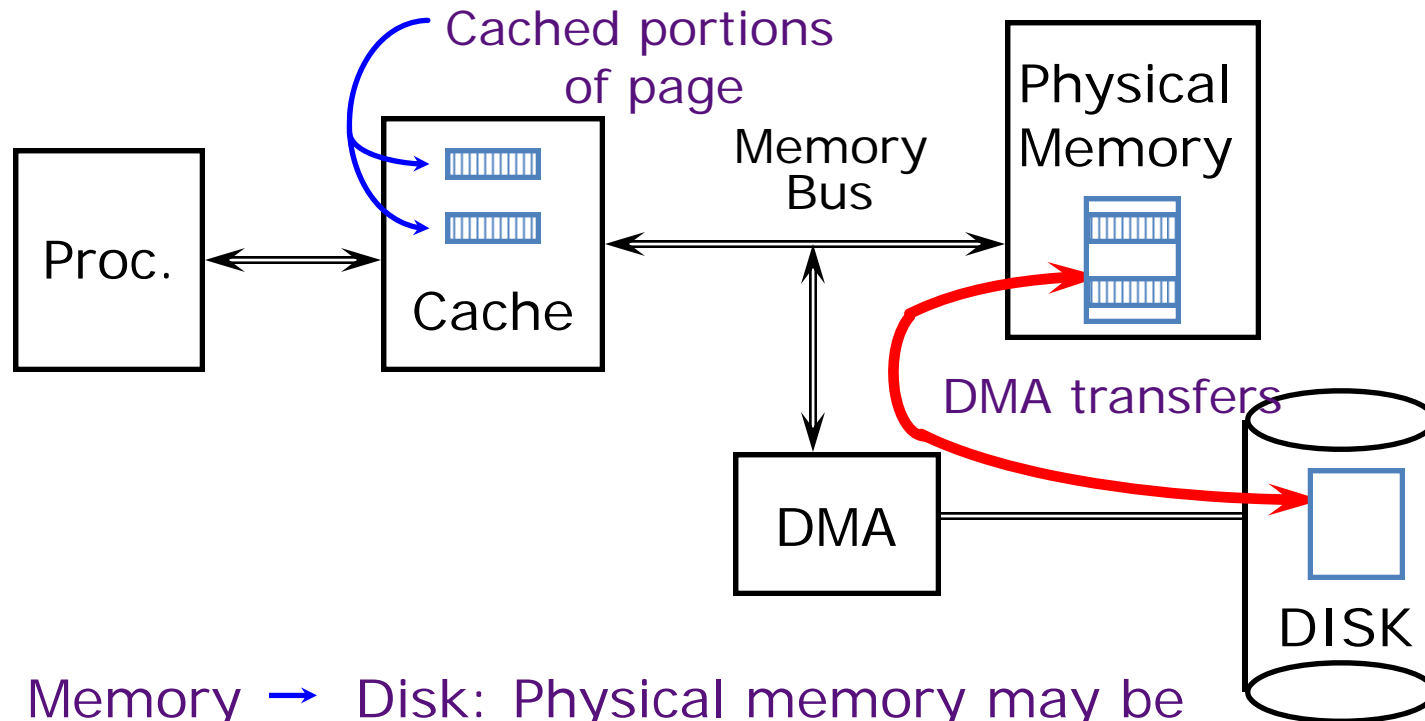 Cached portions
of page
Physical
Memory
Memory
Bus
Proc.
Cache
DMA transfers
DMA
DISK
Memory → Disk: Physical memory may be